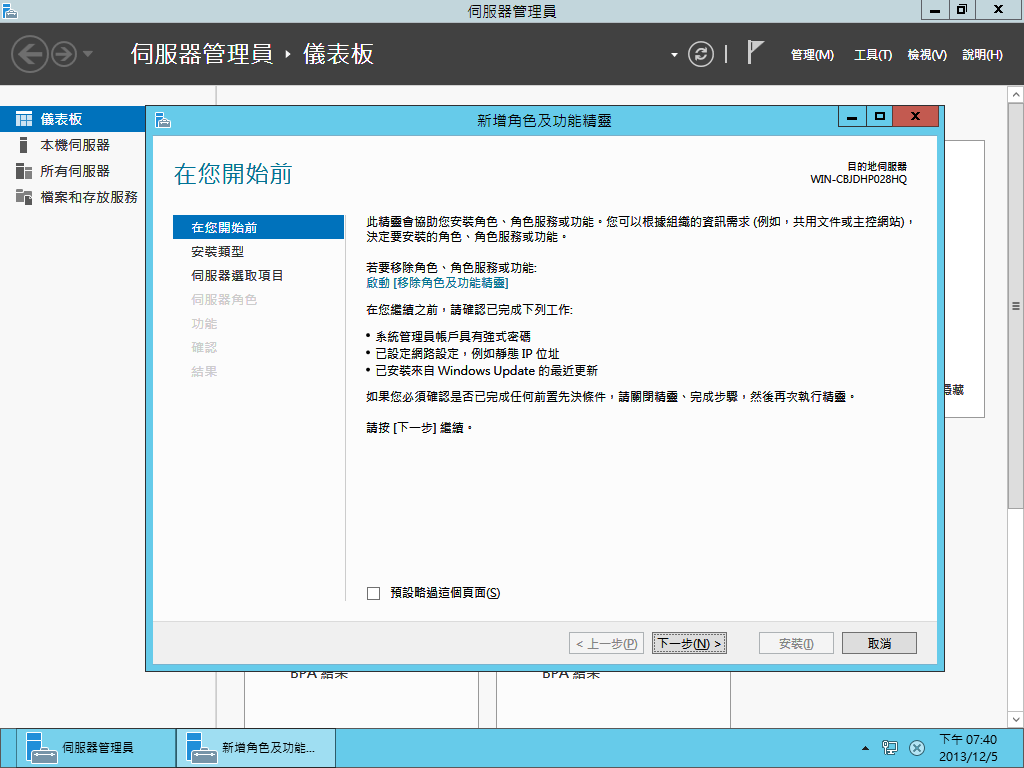 伺服器管理員
伺服器管理員 ‣ 儀表板
管理(M) 工具(T) 檢視(V) 說明(H)
儀表板
本機伺服器
所有伺服器
檔案和存放服務
新增角色及功能精靈
在您開始前
目的地伺服器
WIN-CBJDHP028HQ
在您開始前
安裝類型
伺服器選取項目
伺服器角色
功能
確認
結果
此精靈會協助您安裝角色、角色服務或功能。您可以根據組織的資訊需求 (例如，共用文件或主控網站)，
決定要安裝的角色、角色服務或功能。
若要移除角色、角色服務或功能:
啟動 [移除角色及功能精靈]
在您繼續之前，請確認已完成下列工作:
• 系統管理員帳戶具有強式密碼
• 已設定網路設定，例如靜態 IP 位址
• 已安裝來自 Windows Update 的最近更新
如果您必須確認是否已完成任何前置先決條件，請關閉精靈、完成步驟，然後再次執行精靈。
請按 [下一步] 繼續。
預設略過這個頁面(S)
< 上一步(P) 下一步(N) > 安裝(I) 取消
隱藏
BPA 結果 BPA 結果
伺服器管理員
新增角色及功能...
下午 07:40
2013/12/5